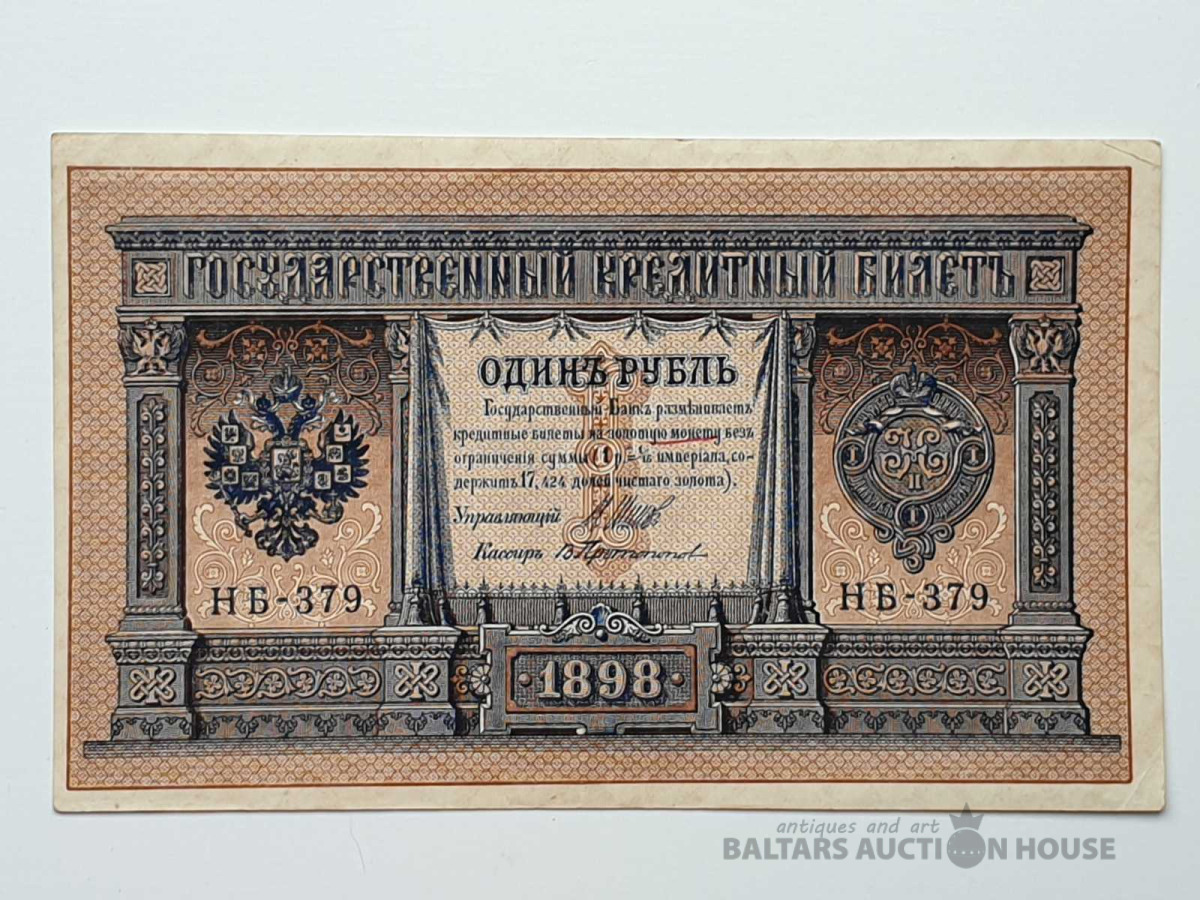 ГОСУДАРСТВЕННЫЙ КРЕДИТНЫЙ БИЛЕТЪ
ОДИНЪ РУБЛЬ
Государственный Банкъ размѣниваетъ
кредитные билеты на золотую монету безъ
ограниченія суммы (1 р. = 1/15 имперіала, со-
держитъ 17,424 долей чистаго золота).
Управляющій
Кассиръ В Протопопов
НБ-379
НБ-379
1898
antiques and art
BALTARS AUCTION HOUSE